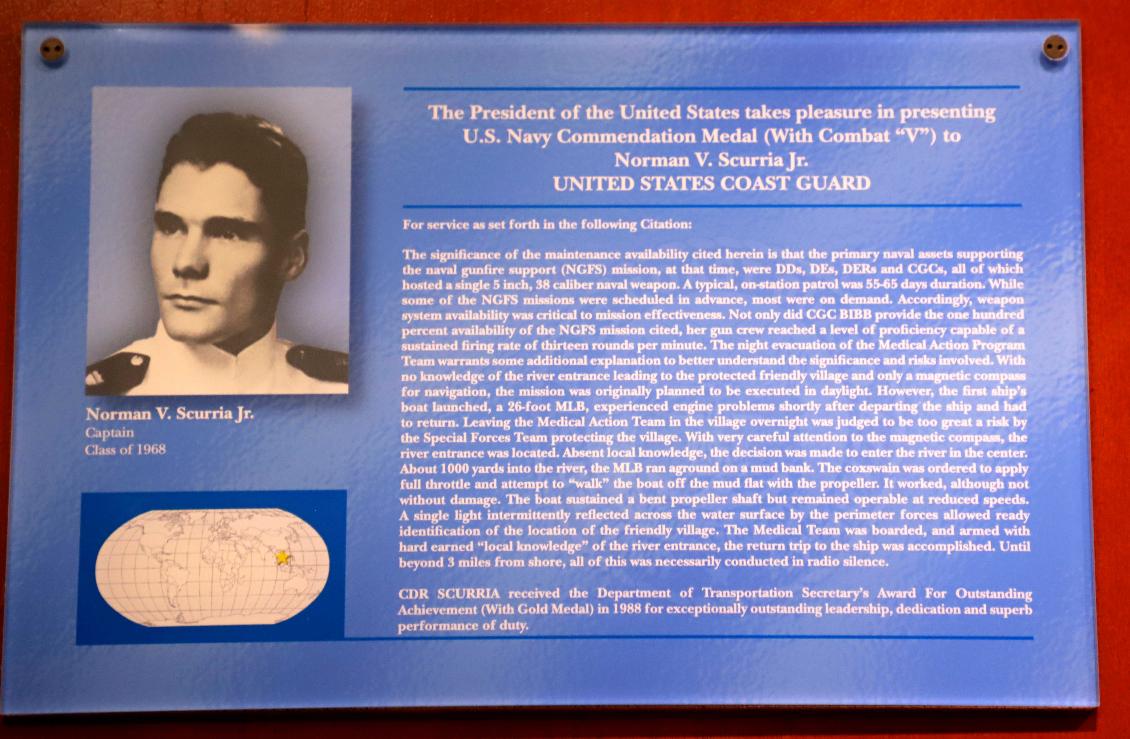 The President of the United States takes pleasure in presenting
U.S. Navy Commendation Medal (With Combat “V”) to
Norman V. Scurria Jr.
UNITED STATES COAST GUARD
For service as set forth in the following Citation:
The significance of the maintenance availability cited herein is that the primary naval assets supporting
the naval gunfire support (NGFS) mission, at that time, were DDs, DEs, DERs and CGCs, all of which
hosted a single 5 inch, 38 caliber naval weapon. A typical, on-station patrol was 55-65 days duration. While
some of the NGFS missions were scheduled in advance, most were on demand. Accordingly, weapon
system availability was critical to mission effectiveness. Not only did CGC BIBB provide the one hundred
percent availability of the NGFS mission cited, her gun crew reached a level of proficiency capable of a
sustained firing rate of thirteen rounds per minute. The night evacuation of the Medical Action Program
Team warrants some additional explanation to better understand the significance and risks involved. With
no knowledge of the river entrance leading to the protected friendly village and only a magnetic compass
for navigation, the mission was originally planned to be executed in daylight. However, the first ship’s
boat launched, a 26-foot MLB, experienced engine problems shortly after departing the ship and had
to return. Leaving the Medical Action Team in the village overnight was judged to be too great a risk by
the Special Forces Team protecting the village. With very careful attention to the magnetic compass, the
river entrance was located. Absent local knowledge, the decision was made to enter the river in the center.
About 1000 yards into the river, the MLB ran aground on a mud bank. The coxswain was ordered to apply
full throttle and attempt to “walk” the boat off the mud flat with the propeller. It worked, although not
without damage. The boat sustained a bent propeller shaft but remained operable at reduced speeds.
A single light intermittently reflected across the water surface by the perimeter forces allowed ready
identification of the location of the friendly village. The Medical Team was boarded, and armed with
hard earned “local knowledge” of the river entrance, the return trip to the ship was accomplished. Until
beyond 3 miles from shore, all of this was necessarily conducted in radio silence.
CDR SCURRIA received the Department of Transportation Secretary’s Award For Outstanding
Achievement (With Gold Medal) in 1988 for exceptionally outstanding leadership, dedication and superb
performance of duty.
Norman V. Scurria Jr.
Captain
Class of 1968